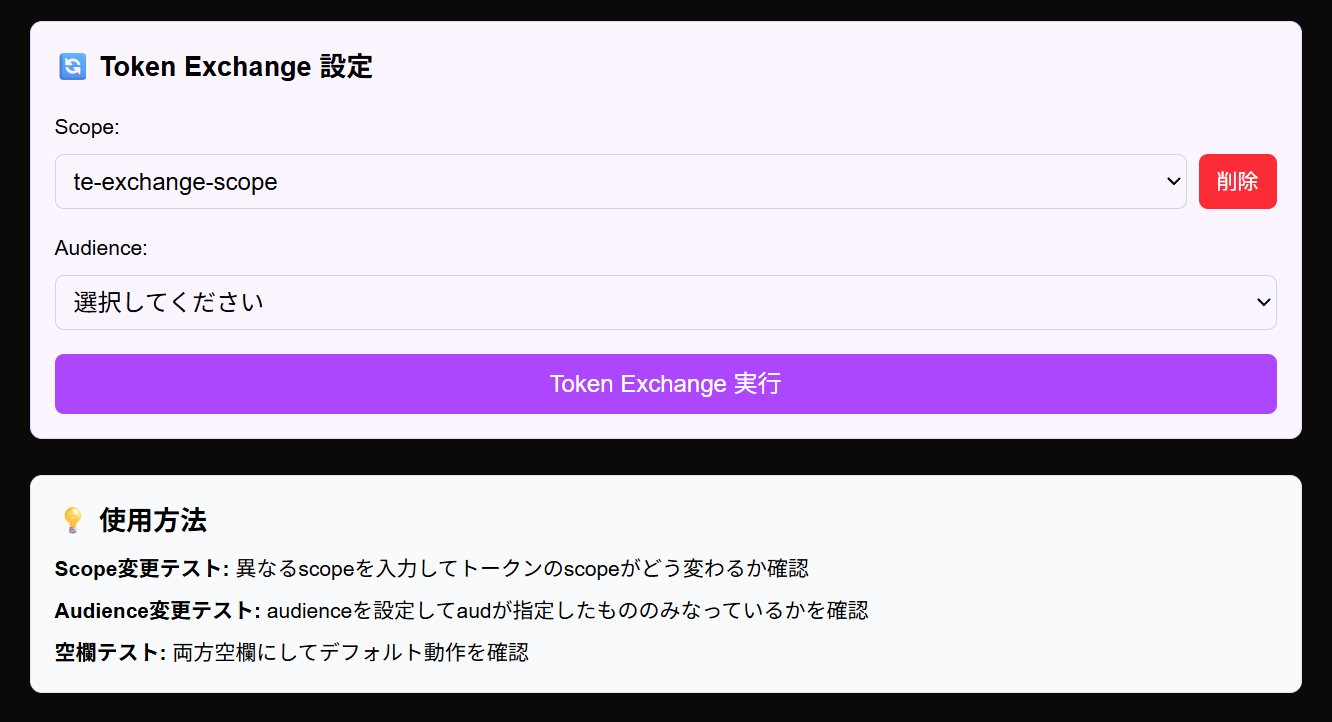 Token Exchange 設定
Scope:
te-exchange-scope
削除
Audience:
選択してください
Token Exchange 実行
使用方法
Scope変更テスト: 異なるscopeを入力してトークンのscopeがどう変わるか確認
Audience変更テスト: audienceを設定してaudが指定したもののみなっているかを確認
空欄テスト: 両方空欄にしてデフォルト動作を確認